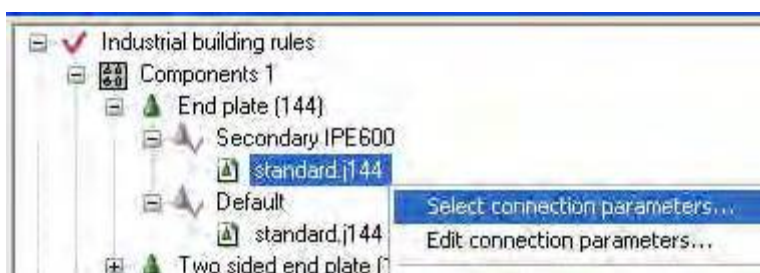 Industrial building rules
Components 1
End plate (144)
Secondary IPE600
standard.j144
Default
Select connection parameters...
standard.j144
Edit connection parameters...
Two sided end plate (1